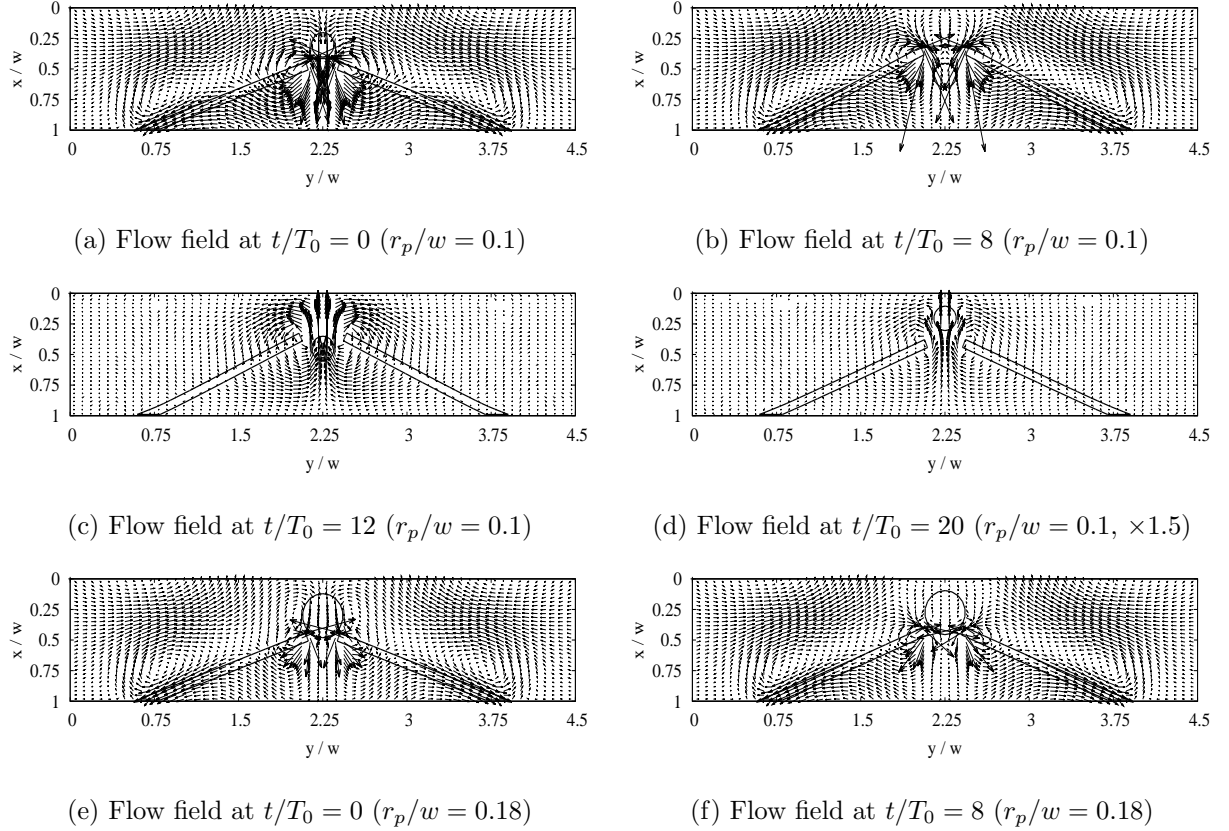 0
0.25
0.5
0.75
1
x / w
0 0.75 1.5 2.25 3 3.75 4.5
y / w
(a) Flow field at t/T₀ = 0 (rₚ/w = 0.1)
0
0.25
0.5
0.75
1
x / w
0 0.75 1.5 2.25 3 3.75 4.5
y / w
(b) Flow field at t/T₀ = 8 (rₚ/w = 0.1)
0
0.25
0.5
0.75
1
x / w
0 0.75 1.5 2.25 3 3.75 4.5
y / w
(c) Flow field at t/T₀ = 12 (rₚ/w = 0.1)
0
0.25
0.5
0.75
1
x / w
0 0.75 1.5 2.25 3 3.75 4.5
y / w
(d) Flow field at t/T₀ = 20 (rₚ/w = 0.1, ×1.5)
0
0.25
0.5
0.75
1
x / w
0 0.75 1.5 2.25 3 3.75 4.5
y / w
(e) Flow field at t/T₀ = 0 (rₚ/w = 0.18)
0
0.25
0.5
0.75
1
x / w
0 0.75 1.5 2.25 3 3.75 4.5
y / w
(f) Flow field at t/T₀ = 8 (rₚ/w = 0.18)